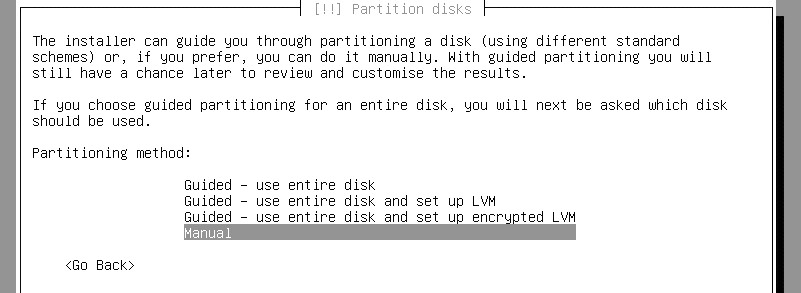 [!!] Partition disks
The installer can guide you through partitioning a disk (using different standard
schemes) or, if you prefer, you can do it manually. With guided partitioning you will
still have a chance later to review and customise the results.
If you choose guided partitioning for an entire disk, you will next be asked which disk
should be used.
Partitioning method:
Guided - use entire disk
Guided - use entire disk and set up LVM
Guided - use entire disk and set up encrypted LVM
Manual
<Go Back>